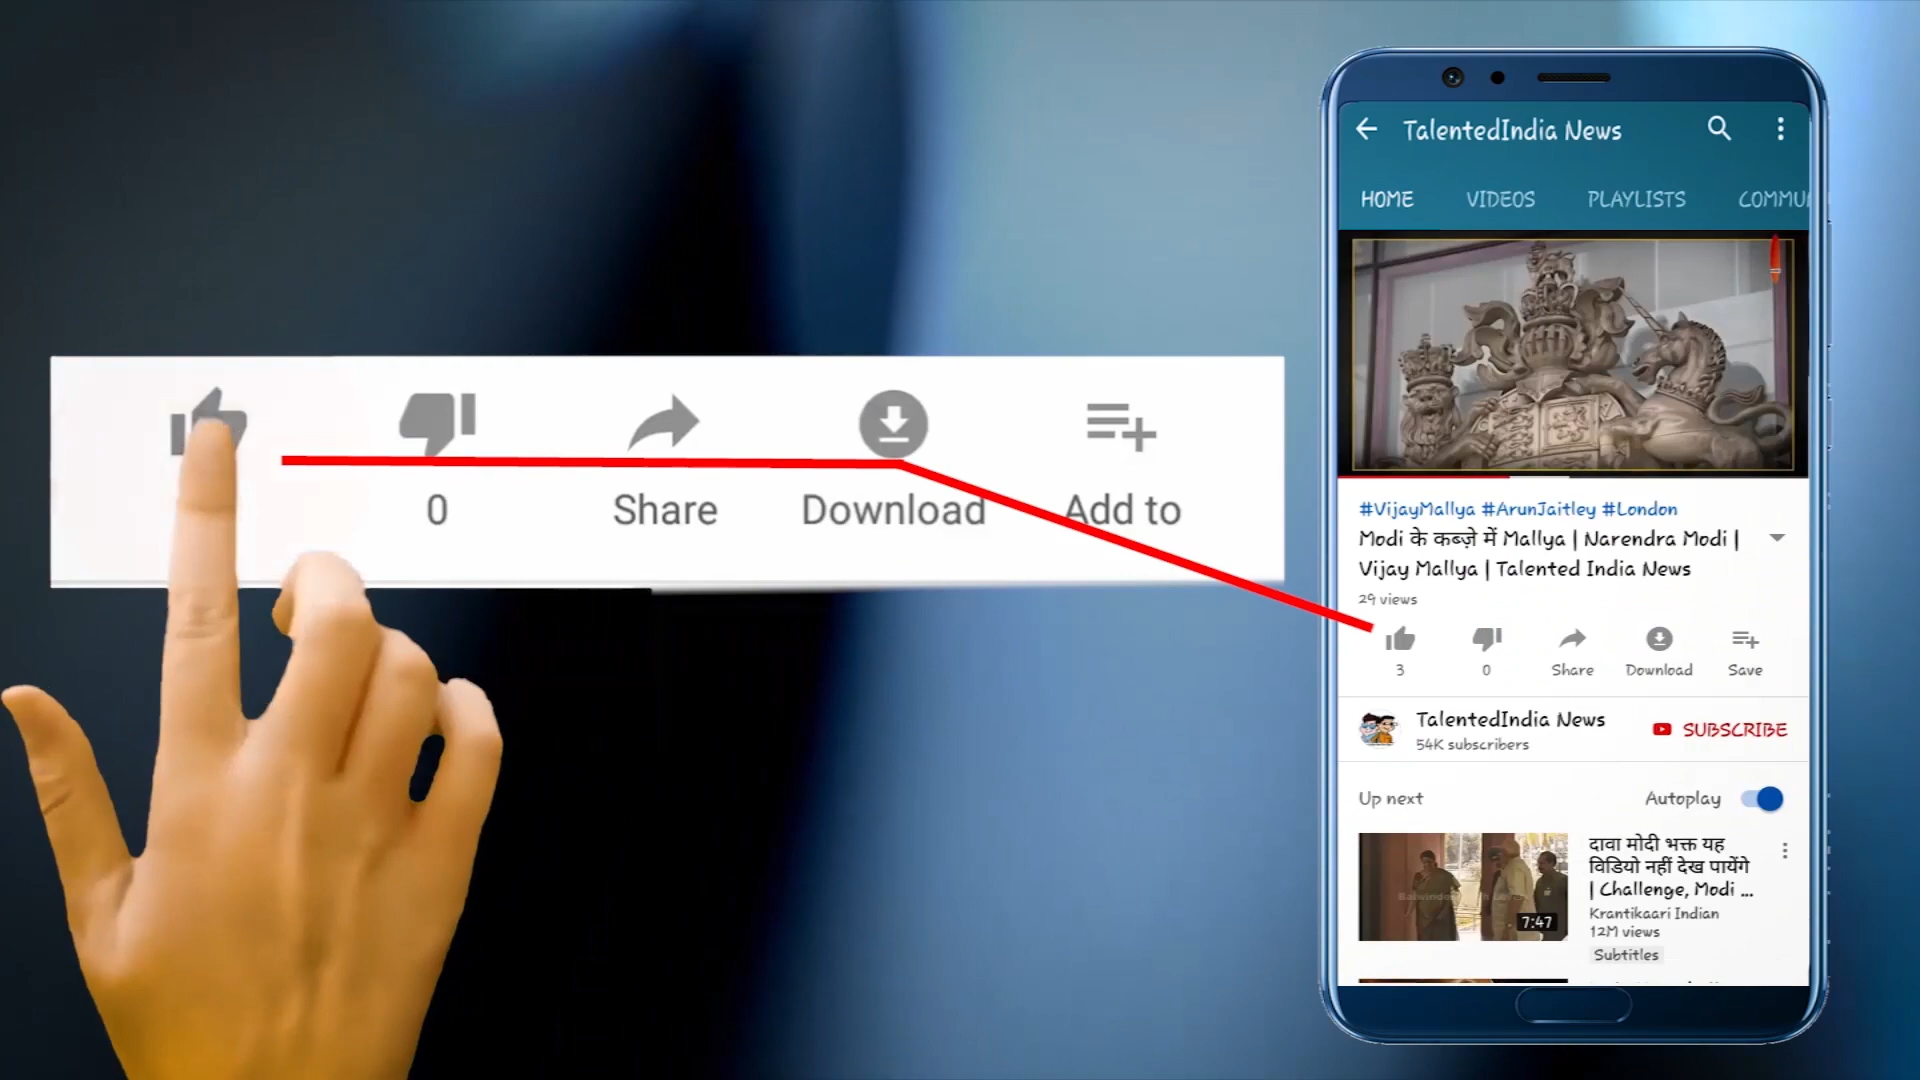 0
Share
Download
Add to
TalentedIndia News
HOME
VIDEOS
PLAYLISTS
#VijayMallya #ArunJaitley #London
Modi के कब्ज़े में Mallya | Narendra Modi |
Vijay Mallya | Talented India News
29 views
3
0
Share
Download
Save
TalentedIndia News
54K subscribers
SUBSCRIBE
Up next
Autoplay
7:47
दावा मोदी भक्त यह
विडियो नहीं देख पायेंगे
| Challenge, Modi ...
Krantikaari Indian
12M views
Subtitles